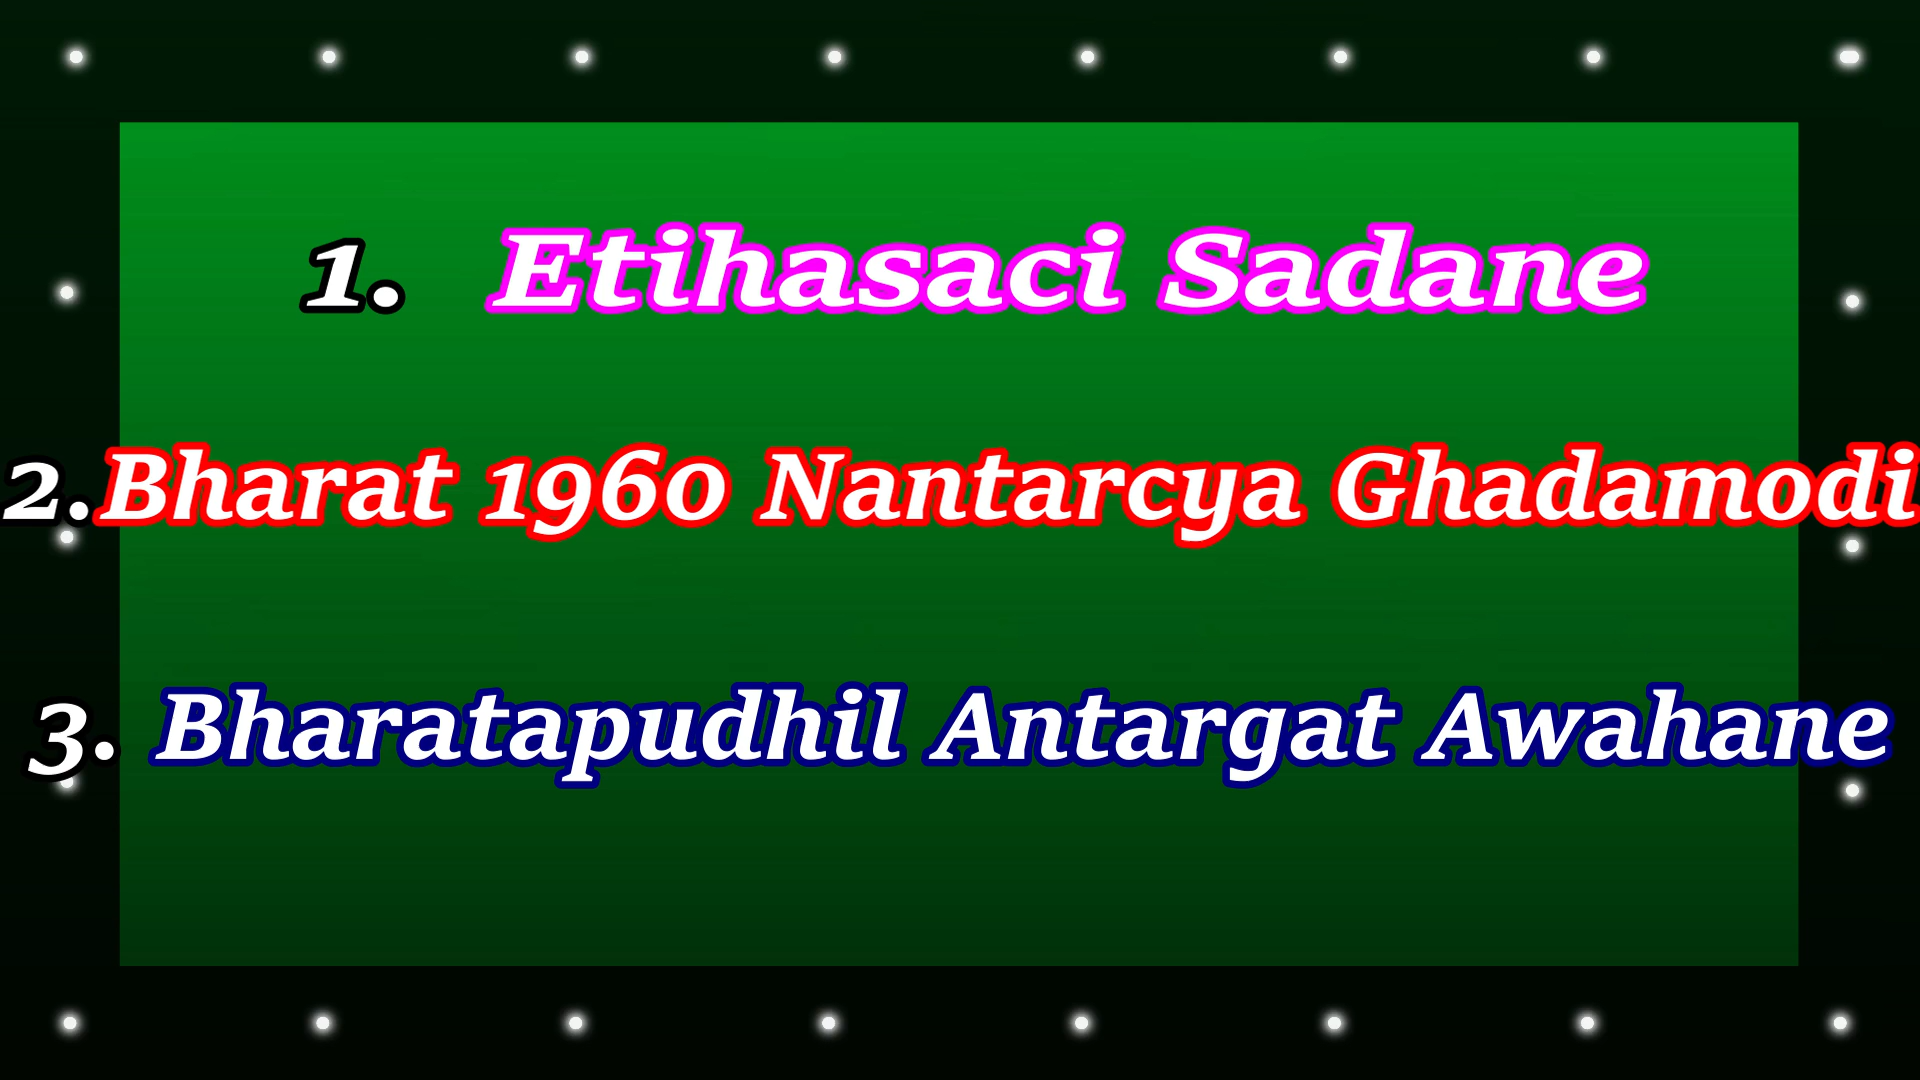 1. Etihasaci Sadane
2.Bharat 1960 Nantarcya Ghadamodi
3. Bharatapudhil Antargat Awahane